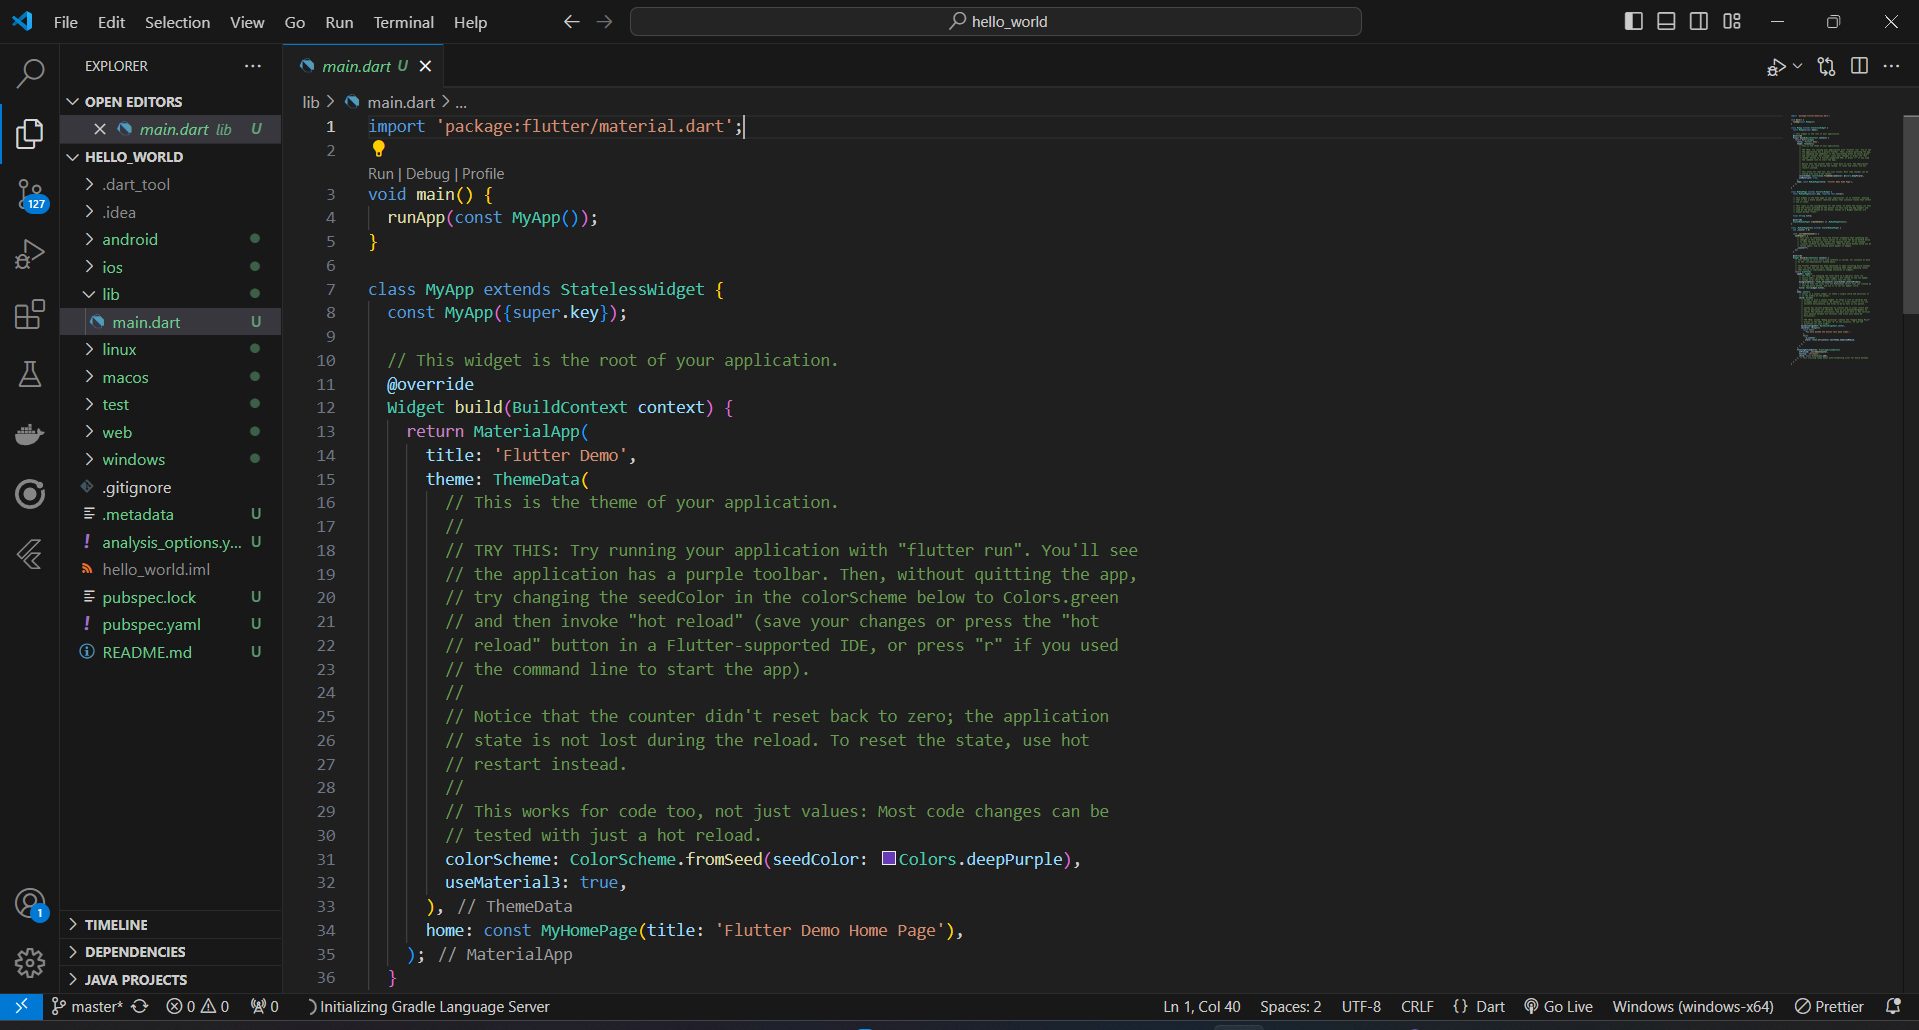 File Edit Selection View Go Run Terminal Help
hello_world
EXPLORER
OPEN EDITORS
main.dart lib U
HELLO_WORLD
.dart_tool
.idea
android
ios
lib
main.dart U
linux
macos
test
web
windows
.gitignore
.metadata U
analysis_options.y... U
hello_world.iml
pubspec.lock U
pubspec.yaml U
README.md U
TIMELINE
DEPENDENCIES
JAVA PROJECTS
127
1
main.dart U
lib > main.dart > ...
1 import 'package:flutter/material.dart';
2
Run | Debug | Profile
3 void main() {
4 runApp(const MyApp());
5 }
6
7 class MyApp extends StatelessWidget {
8 const MyApp({super.key});
9
10 // This widget is the root of your application.
11 @override
12 Widget build(BuildContext context) {
13 return MaterialApp(
14 title: 'Flutter Demo',
15 theme: ThemeData(
16 // This is the theme of your application.
17 //
18 // TRY THIS: Try running your application with "flutter run". You'll see
19 // the application has a purple toolbar. Then, without quitting the app,
20 // try changing the seedColor in the colorScheme below to Colors.green
21 // and then invoke "hot reload" (save your changes or press the "hot
22 // reload" button in a Flutter-supported IDE, or press "r" if you used
23 // the command line to start the app).
24 //
25 // Notice that the counter didn't reset back to zero; the application
26 // state is not lost during the reload. To reset the state, use hot
27 // restart instead.
28 //
29 // This works for code too, not just values: Most code changes can be
30 // tested with just a hot reload.
31 colorScheme: ColorScheme.fromSeed(seedColor: Colors.deepPurple),
32 useMaterial3: true,
33 ), // ThemeData
34 home: const MyHomePage(title: 'Flutter Demo Home Page'),
35 ); // MaterialApp
36 }
master* 0 0 0 Initializing Gradle Language Server Ln 1, Col 40 Spaces: 2 UTF-8 CRLF {} Dart Go Live Windows (windows-x64) Prettier